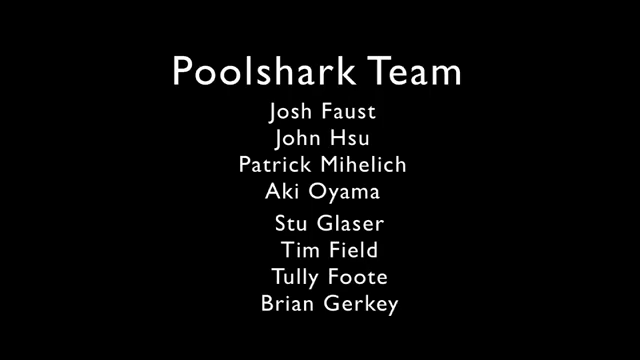 Poolshark Team
Josh Faust
John Hsu
Patrick Mihelich
Aki Oyama
Stu Glaser
Tim Field
Tully Foote
Brian Gerkey